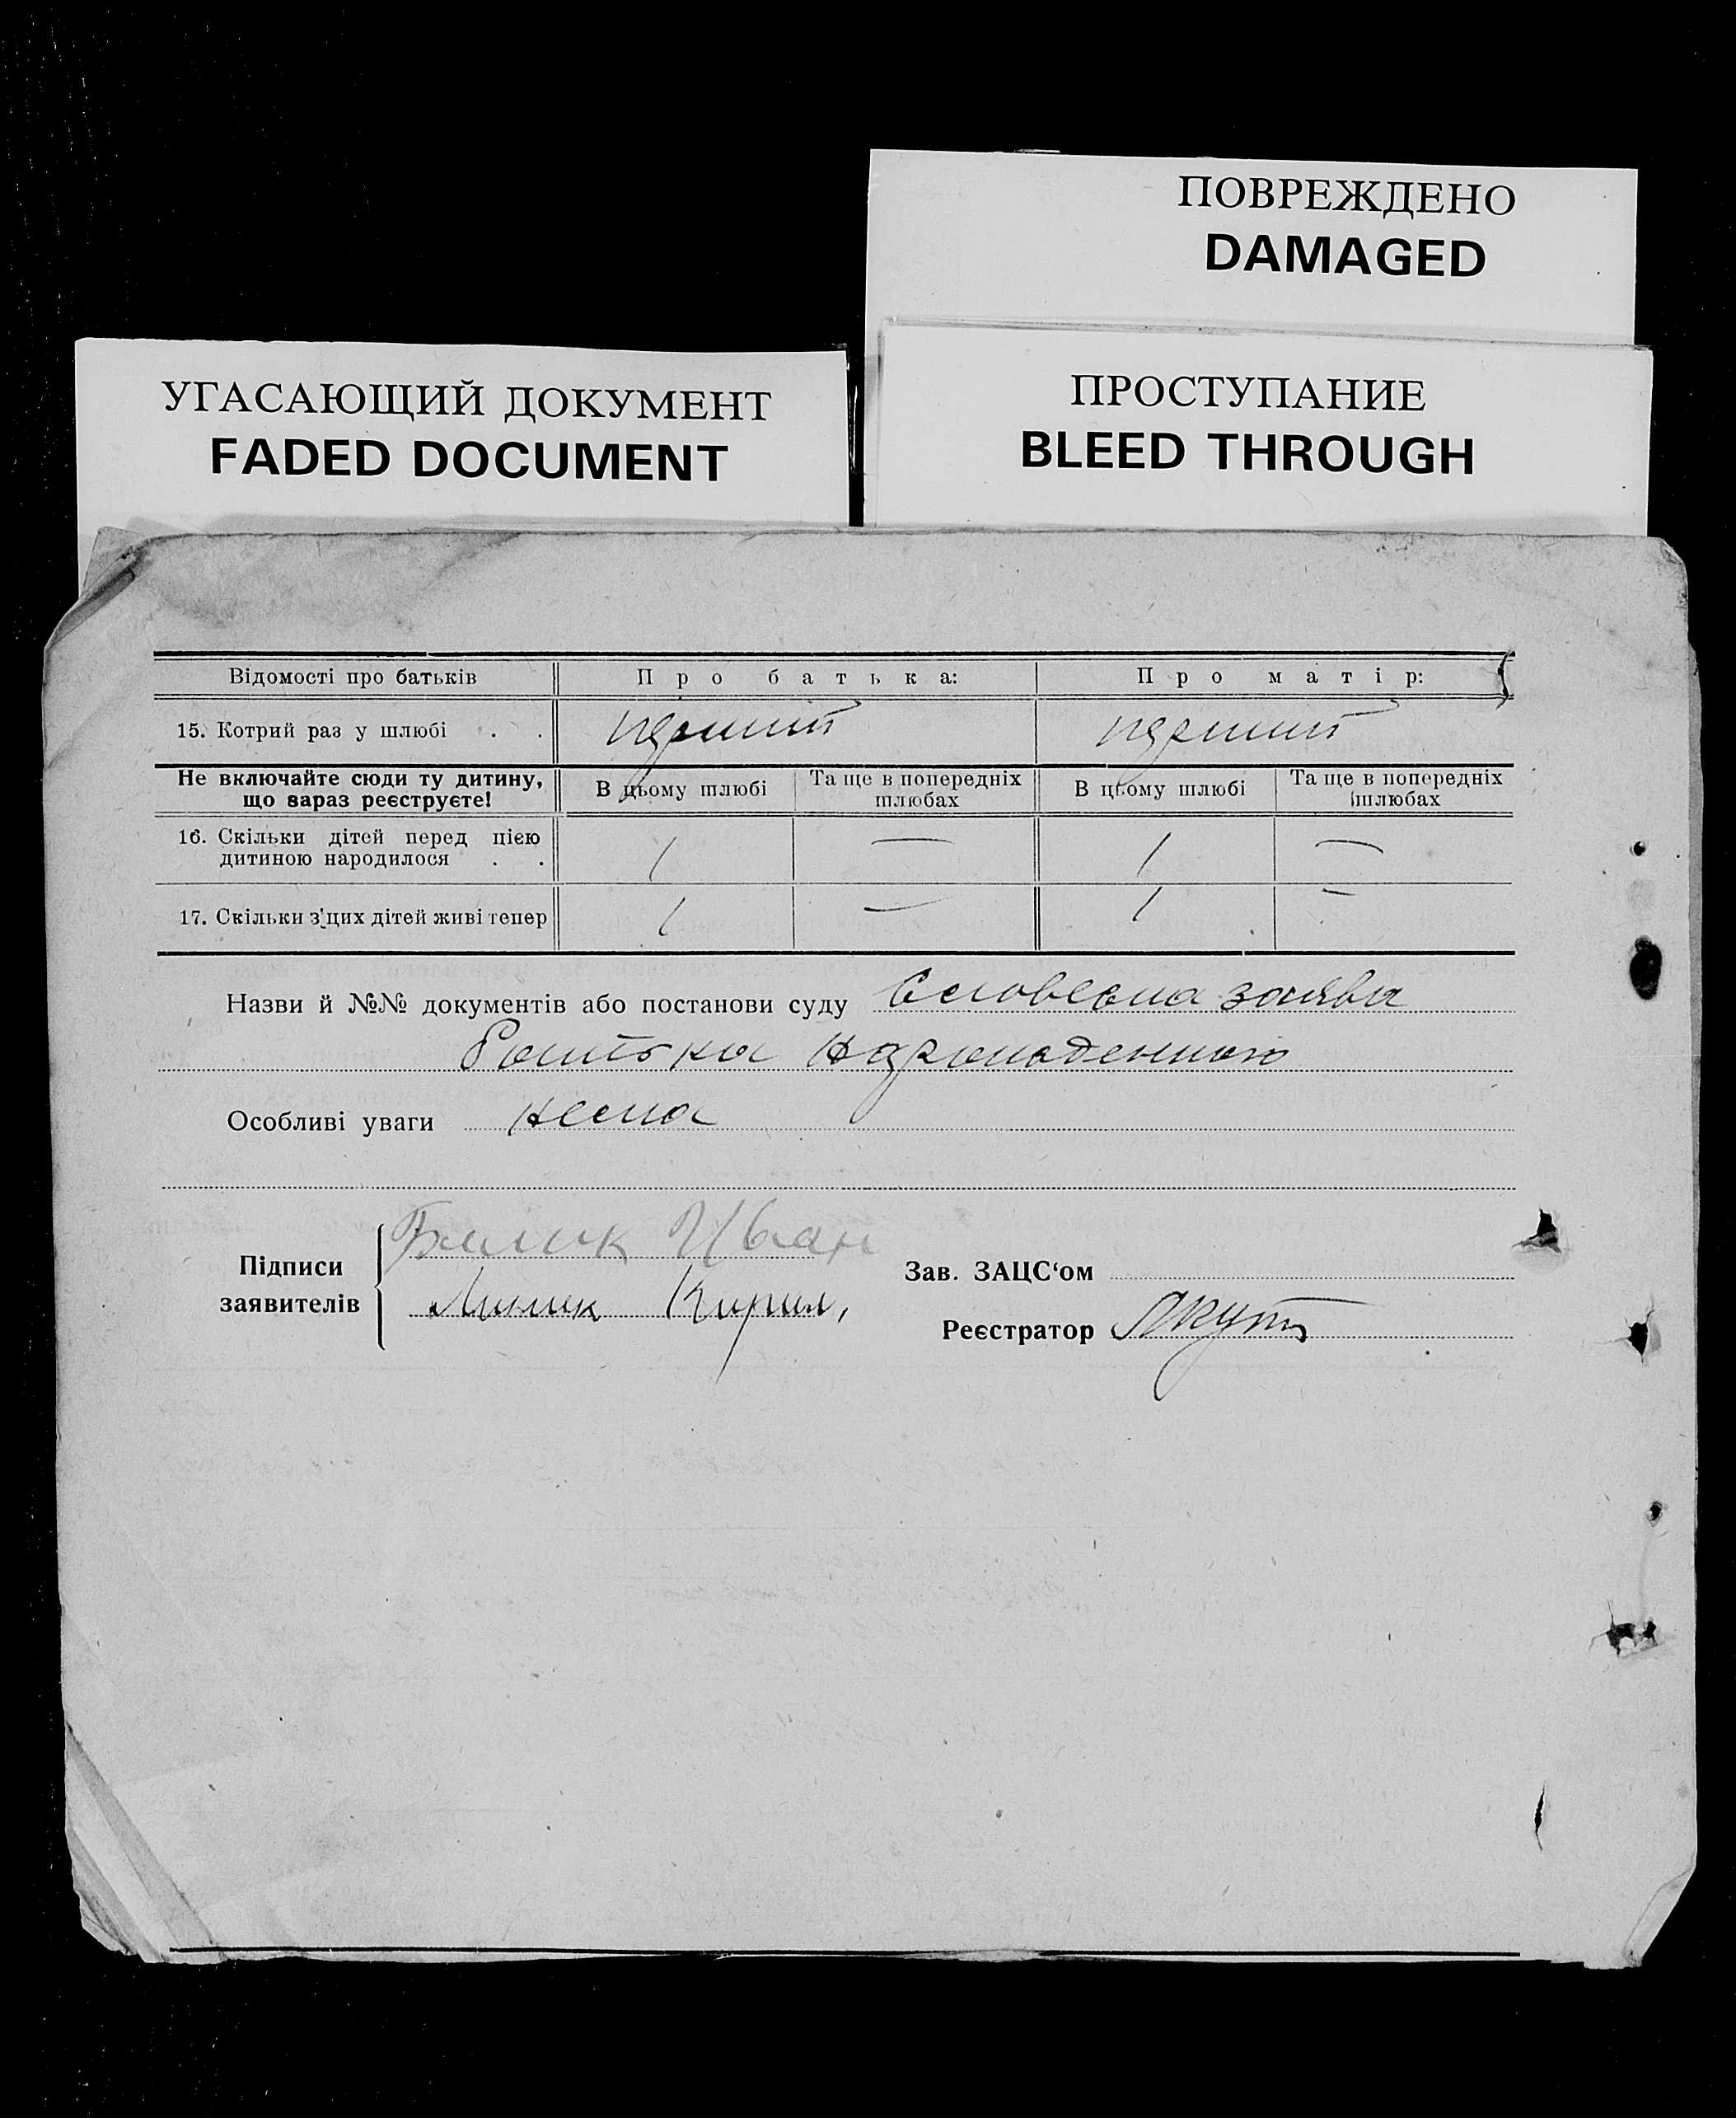 ПОВРЕЖДЕНО
DAMAGED
УГАСАЮЩИЙ ДОКУМЕНТ
FADED DOCUMENT
ПРОСТУПАНИЕ
BLEED THROUGH
Відомості про батьків Про батька: Про матір:
15. Котрий раз у шлюбі . . перший перший
Не включайте сюди ту дитину, що зараз реєструєте! В цьому шлюбі Та ще в попередніх шлюбах В цьому шлюбі Та ще в попередніх шлюбах
16. Скільки дітей перед цією дитиною народилося . . 1 — 1 —
17. Скільки з'цих дітей живі тепер 1 — 1 —
Назви й №№ документів або постанови суду Словесна заява
батька
Особливі уваги нема
Підписи заявителів
Билик Иван
Кирил,
Зав. ЗАЦС‘ом
Реєстратор